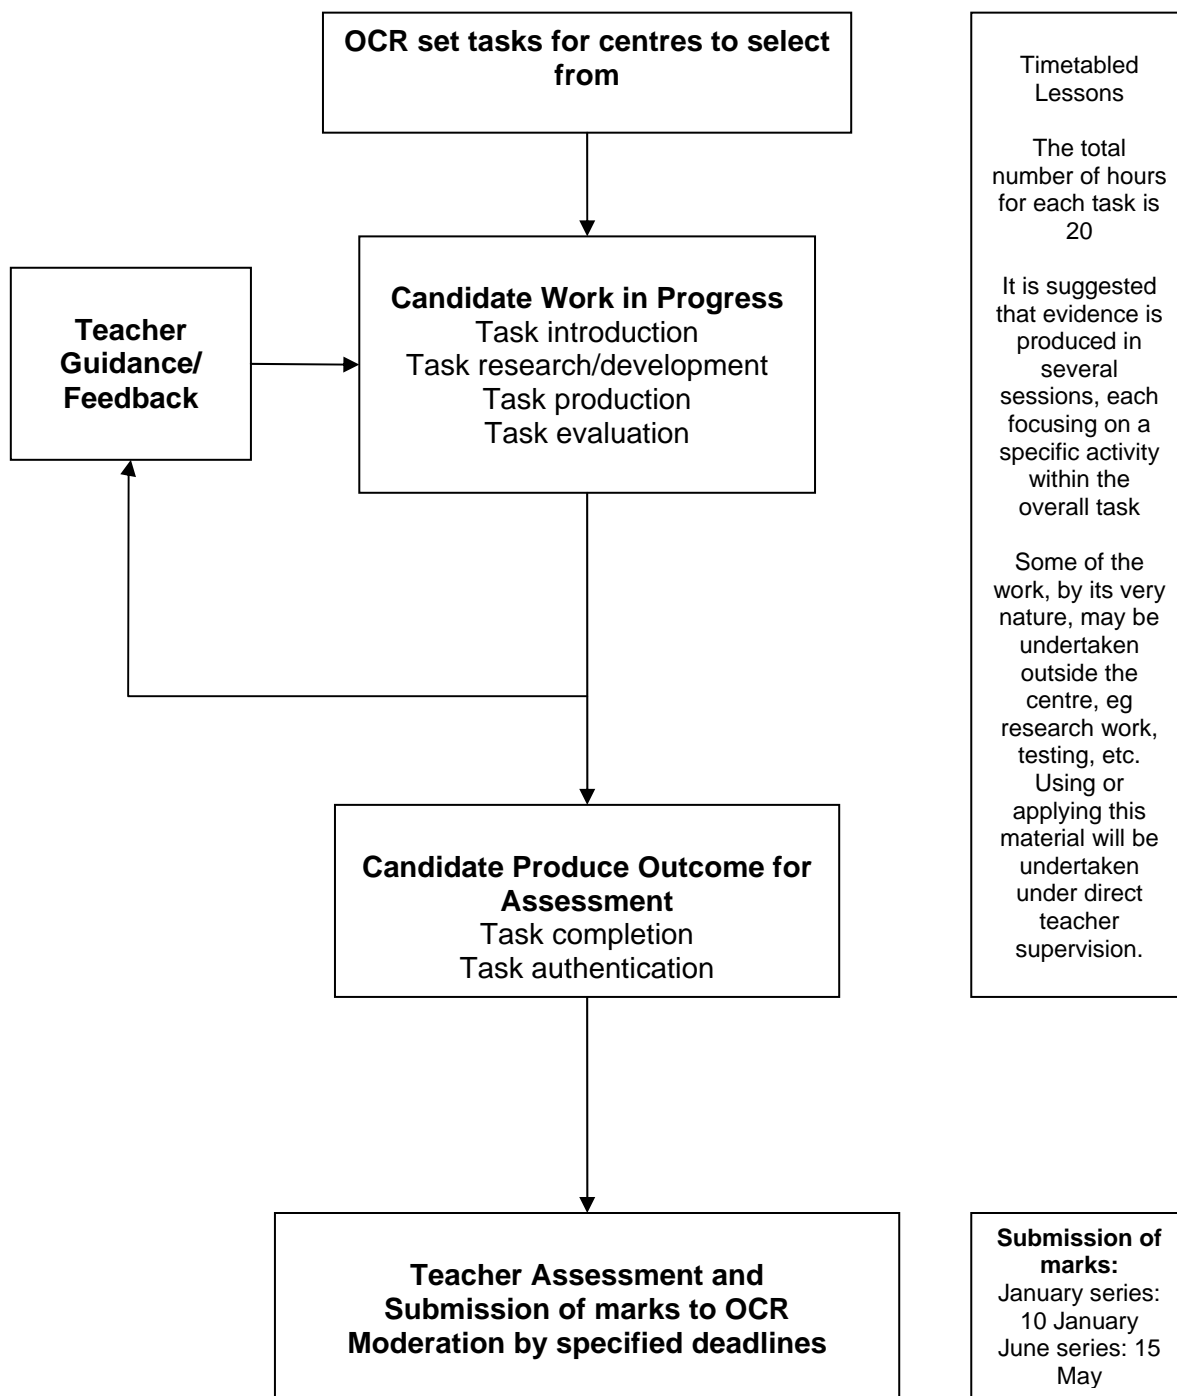 OCR set tasks for centres to select
from
Timetabled
Lessons
The total
number of hours
for each task is
20
It is suggested
that evidence is
produced in
several
sessions, each
focusing on a
specific activity
within the
overall task
Some of the
work, by its very
nature, may be
undertaken
outside the
centre, eg
research work,
testing, etc.
Using or
applying this
material will be
undertaken
under direct
teacher
supervision.
Teacher
Guidance/
Feedback
Candidate Work in Progress
Task introduction
Task research/development
Task production
Task evaluation
Candidate Produce Outcome for
Assessment
Task completion
Task authentication
Teacher Assessment and
Submission of marks to OCR
Moderation by specified deadlines
Submission of
marks:
January series:
10 January
June series: 15
May